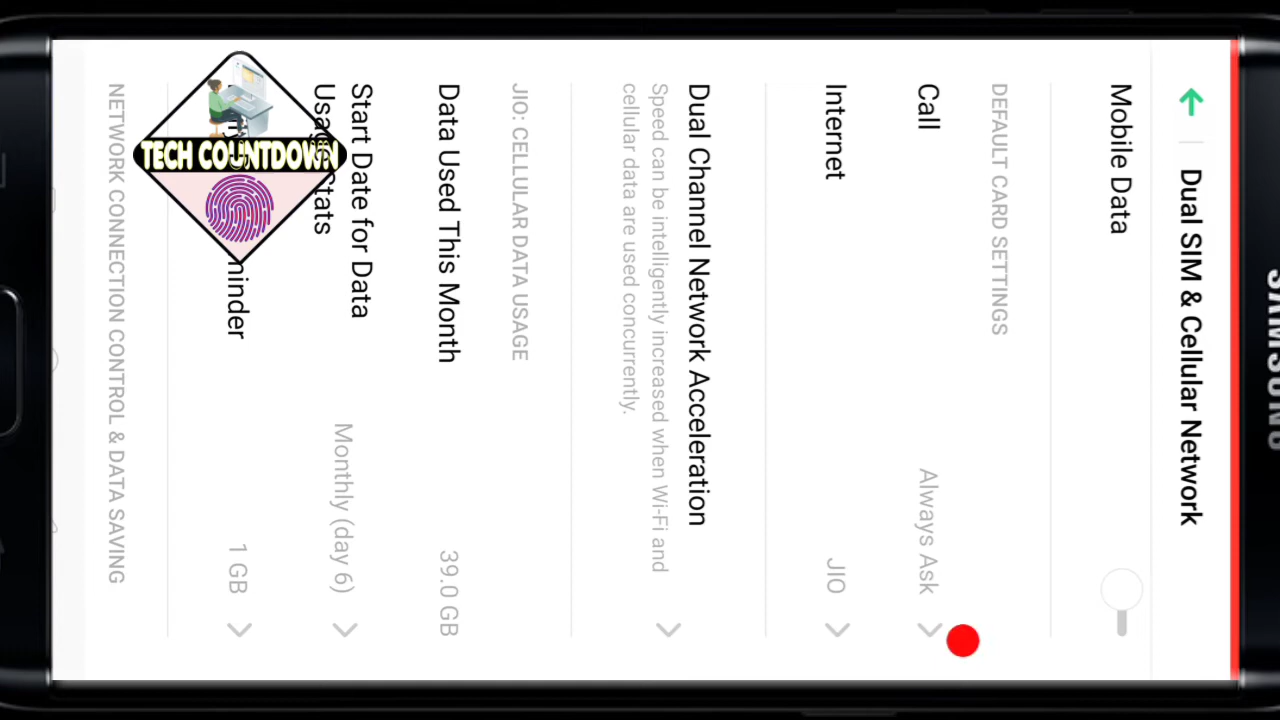 Dual SIM & Cellular Network
Mobile Data
DEFAULT CARD SETTINGS
Call Always Ask
Internet JIO
Dual Channel Network Acceleration
Speed can be intelligently increased when Wi-Fi and
cellular data are used concurrently.
JIO: CELLULAR DATA USAGE
Data Used This Month 39.0 GB
Start Date for Data
Usage Stats
Monthly (day 6)
1 GB
NETWORK CONNECTION CONTROL & DATA SAVING
TECH COUNTDOWN
SAMSUNG